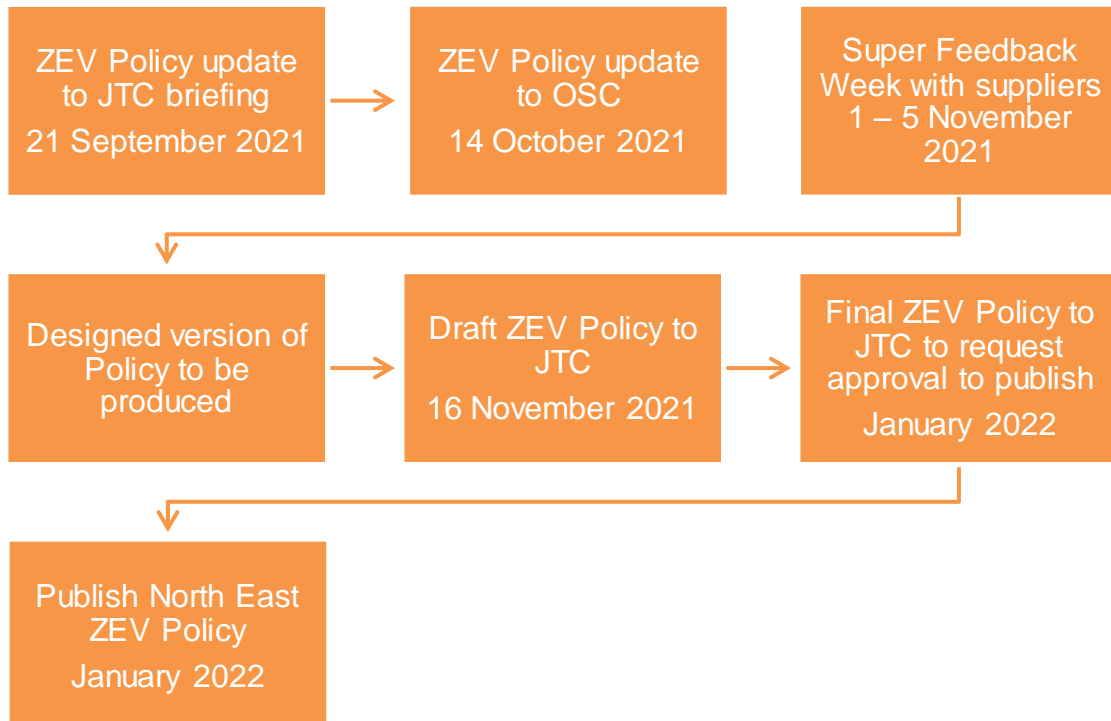 ZEV Policy update
to JTC briefing
21 September 2021
ZEV Policy update
to OSC
14 October 2021
Super Feedback
Week with suppliers
1 – 5 November
2021
Designed version of
Policy to be
produced
Draft ZEV Policy to
JTC
16 November 2021
Final ZEV Policy to
JTC to request
approval to publish
January 2022
Publish North East
ZEV Policy
January 2022